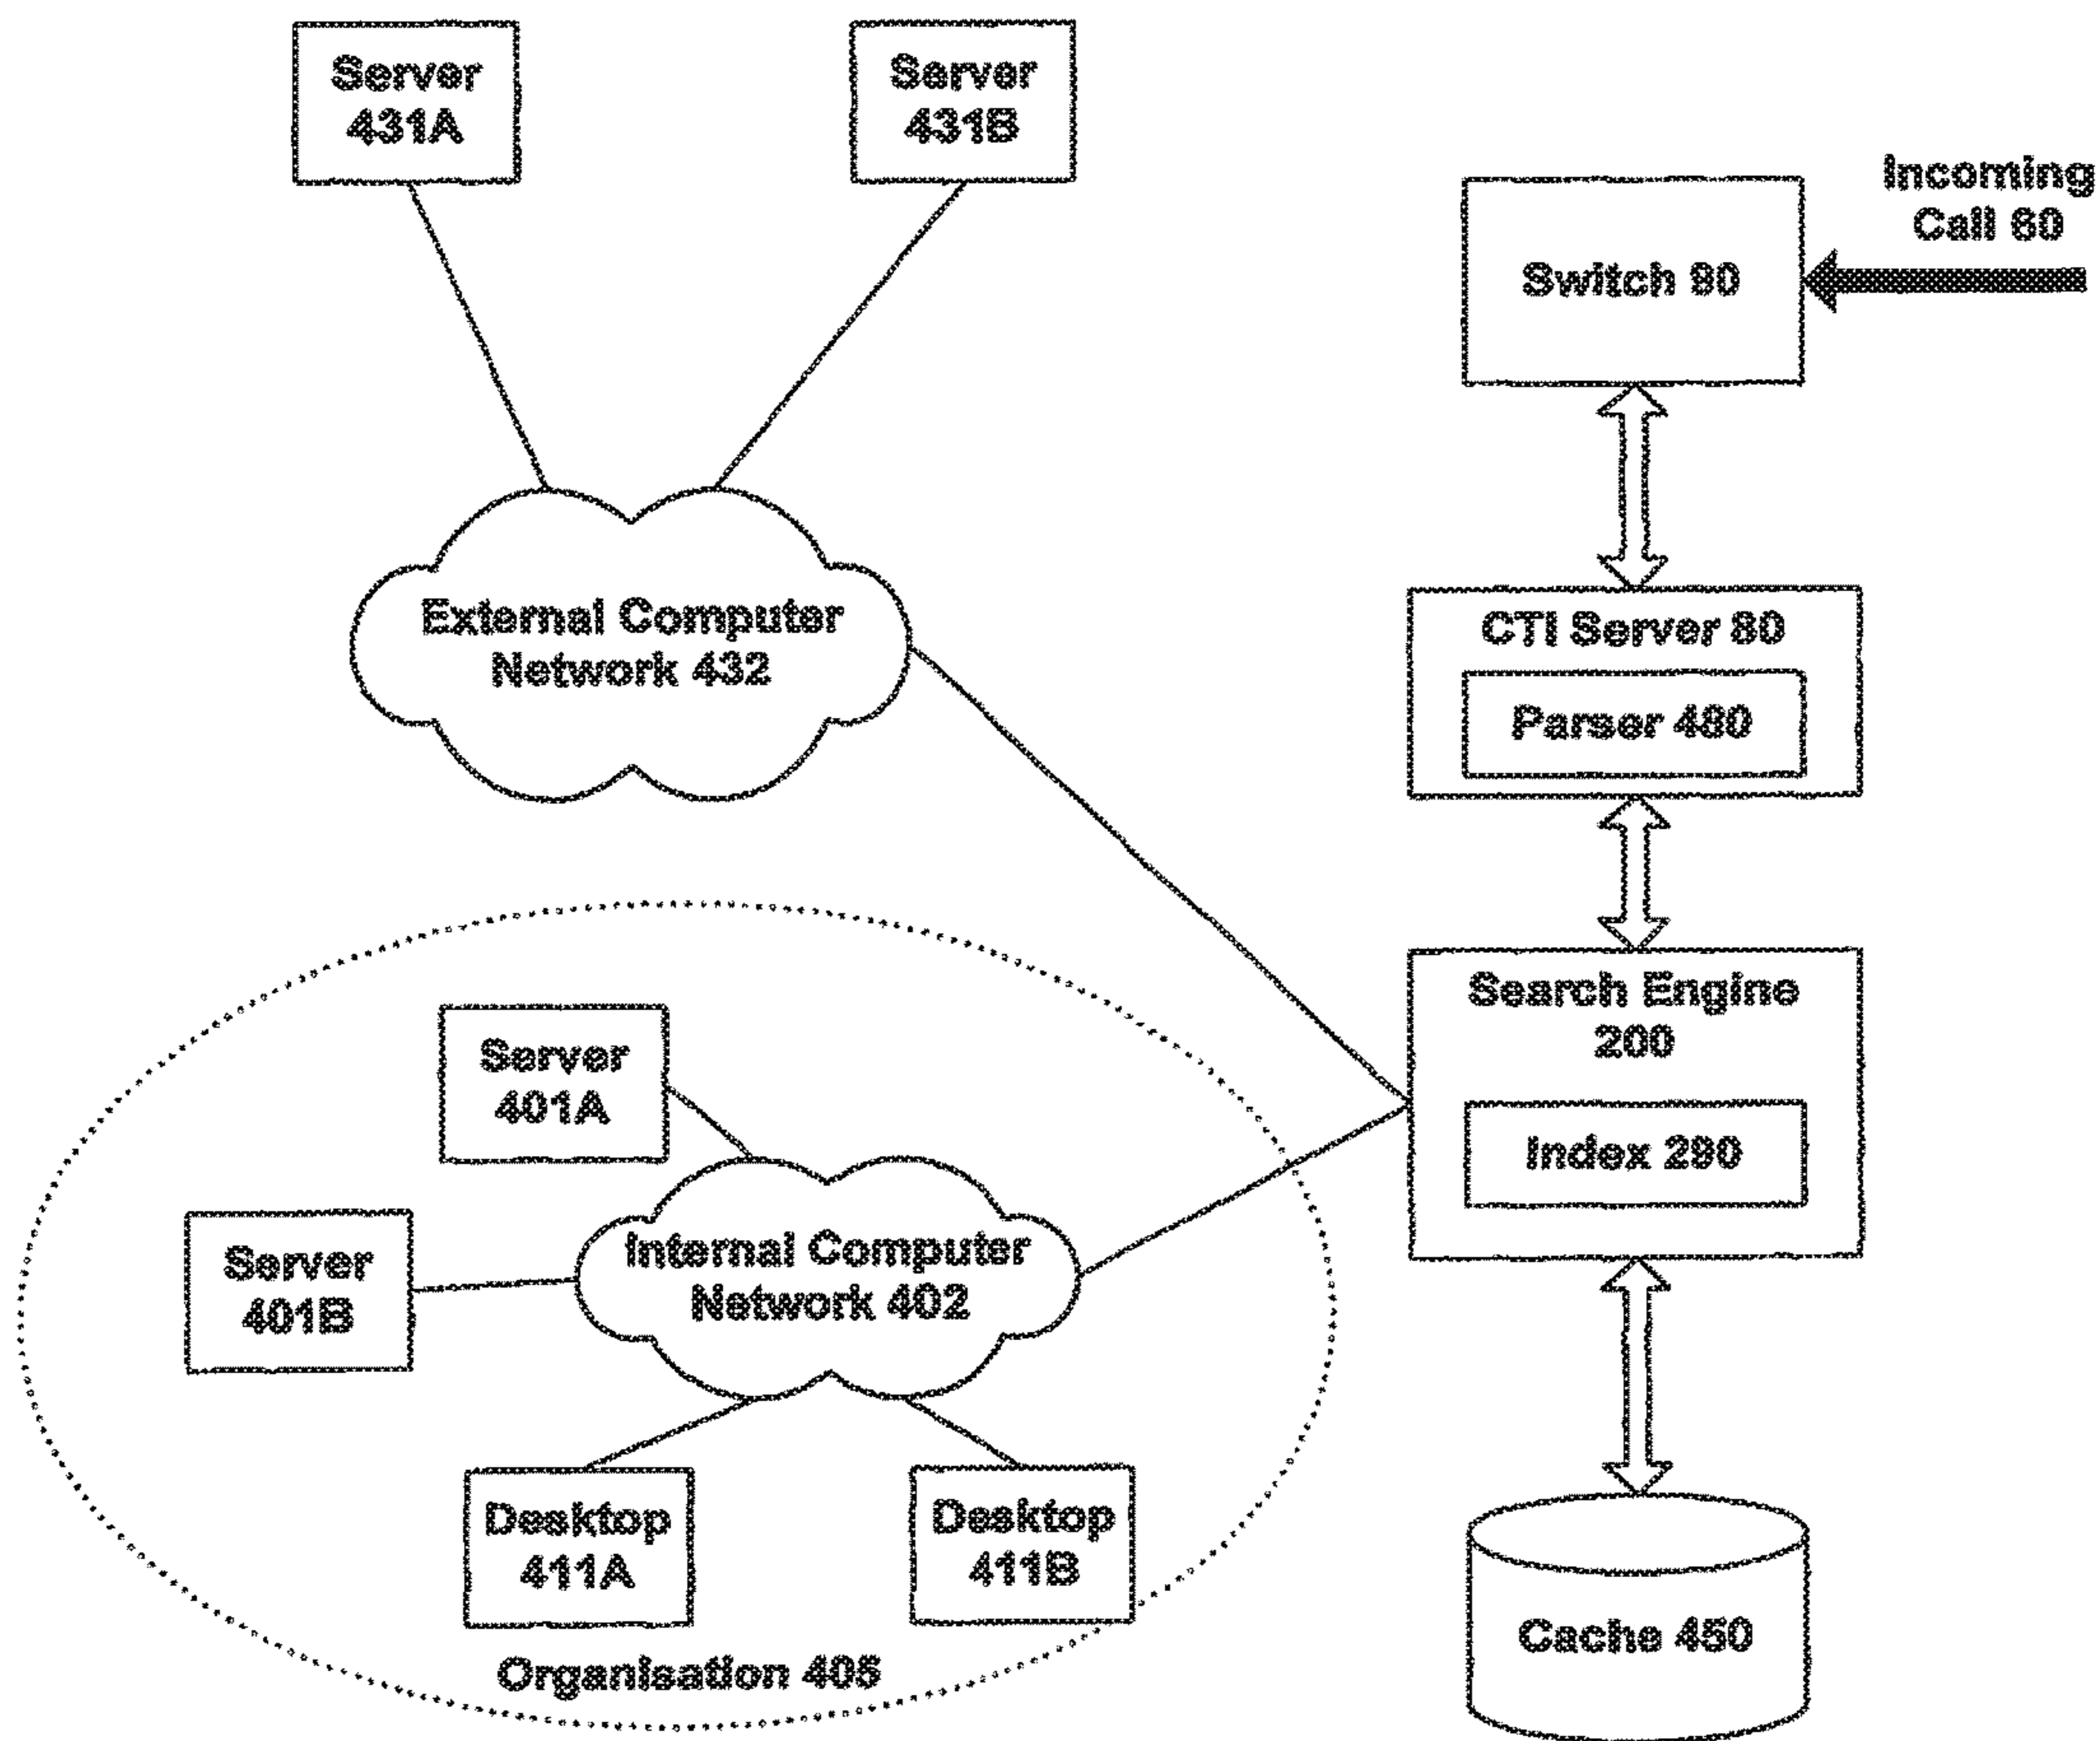 Server
431A
Server
431B
Incoming
Call 60
Switch 90
External Computer
Network 432
CTI Server 80
Parser 480
Search Engine
200
Index 290
Server
401A
Server
401B
Internal Computer
Network 402
Desktop
411A
Desktop
411B
Organisation 405
Cache 450